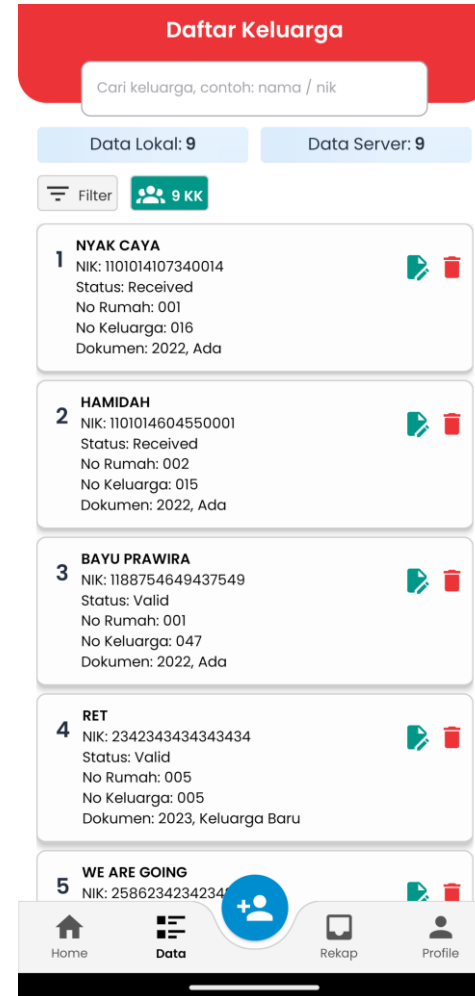 Daftar Keluarga
Cari keluarga, contoh: nama / nik
Data Lokal: 9
Data Server: 9
Filter
9 KK
1
NYAK CAYA
NIK: 1101014107340014
Status: Received
No Rumah: 001
No Keluarga: 016
Dokumen: 2022, Ada
2
HAMIDAH
NIK: 1101014604550001
Status: Received
No Rumah: 002
No Keluarga: 015
Dokumen: 2022, Ada
3
BAYU PRAWIRA
NIK: 1188754649437549
Status: Valid
No Rumah: 001
No Keluarga: 047
Dokumen: 2022, Ada
4
RET
NIK: 2342343434343434
Status: Valid
No Rumah: 005
No Keluarga: 005
Dokumen: 2023, Keluarga Baru
5
WE ARE GOING
NIK:
Home
Data
Rekap
Profile